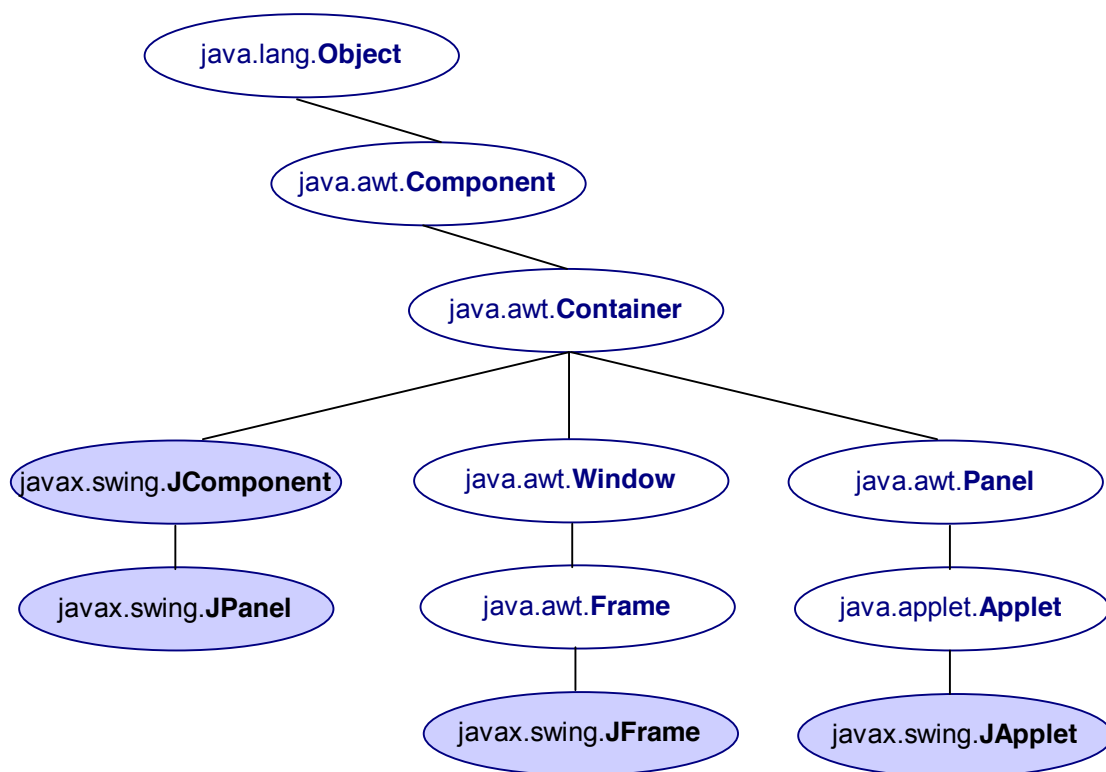 java.lang.Object
java.awt.Component
java.awt.Container
javax.swing.JComponent
java.awt.Window
java.awt.Panel
javax.swing.JPanel
java.awt.Frame
java.applet.Applet
javax.swing.JFrame
javax.swing.JApplet